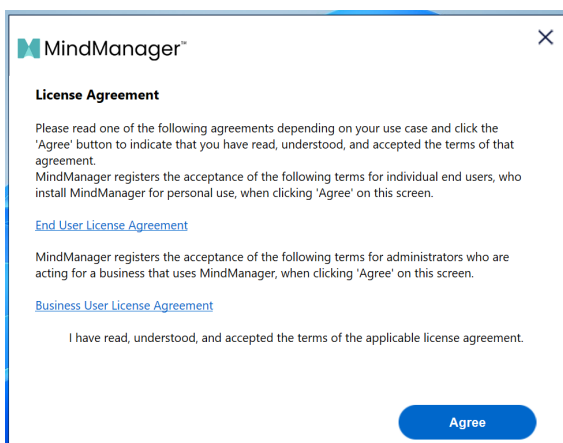 MindManager™
License Agreement
Please read one of the following agreements depending on your use case and click the
'Agree' button to indicate that you have read, understood, and accepted the terms of that
agreement.
MindManager registers the acceptance of the following terms for individual end users, who
install MindManager for personal use, when clicking 'Agree' on this screen.
End User License Agreement
MindManager registers the acceptance of the following terms for administrators who are
acting for a business that uses MindManager, when clicking 'Agree' on this screen.
Business User License Agreement
I have read, understood, and accepted the terms of the applicable license agreement.
Agree